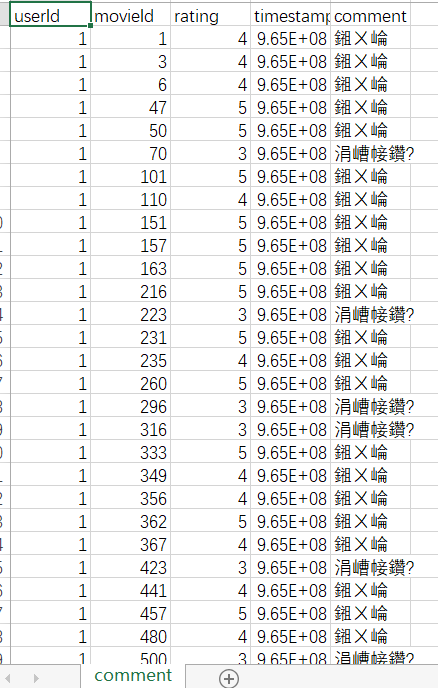 userId movieId rating timestamp comment
1 1 4 9.65E+08 鎺ㄨ崘
1 3 4 9.65E+08 鎺ㄨ崘
1 6 4 9.65E+08 鎺ㄨ崘
1 47 5 9.65E+08 鎺ㄨ崘
1 50 5 9.65E+08 鎺ㄨ崘
1 70 3 9.65E+08 涓嶆帹鑽?
1 101 5 9.65E+08 鎺ㄨ崘
1 110 4 9.65E+08 鎺ㄨ崘
1 151 5 9.65E+08 鎺ㄨ崘
1 157 5 9.65E+08 鎺ㄨ崘
1 163 5 9.65E+08 鎺ㄨ崘
1 216 5 9.65E+08 鎺ㄨ崘
1 223 3 9.65E+08 涓嶆帹鑽?
1 231 5 9.65E+08 鎺ㄨ崘
1 235 4 9.65E+08 鎺ㄨ崘
1 260 5 9.65E+08 鎺ㄨ崘
1 296 3 9.65E+08 涓嶆帹鑽?
1 316 3 9.65E+08 涓嶆帹鑽?
1 333 5 9.65E+08 鎺ㄨ崘
1 349 4 9.65E+08 鎺ㄨ崘
1 356 4 9.65E+08 鎺ㄨ崘
1 362 5 9.65E+08 鎺ㄨ崘
1 367 4 9.65E+08 鎺ㄨ崘
1 423 3 9.65E+08 涓嶆帹鑽?
1 441 4 9.65E+08 鎺ㄨ崘
1 457 5 9.65E+08 鎺ㄨ崘
1 480 4 9.65E+08 鎺ㄨ崘
1 500 3 9.65E+08 涓嶆帹鑽?
comment